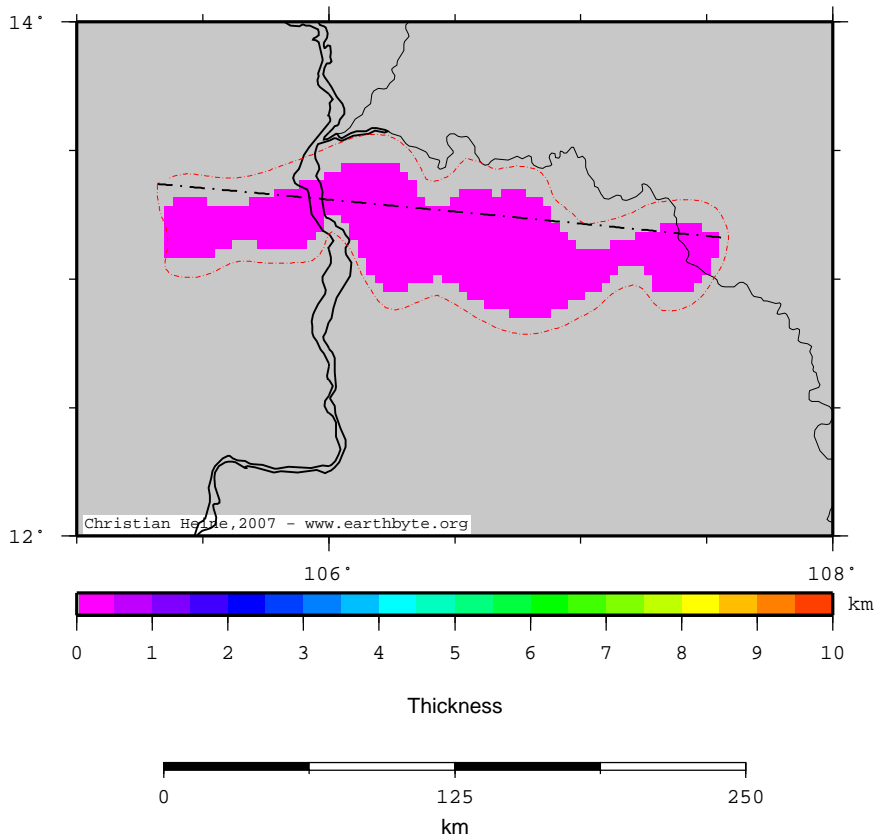 14°
12°
Christian Heine,2007 - www.earthbyte.org
106° 108°
km
0 1 2 3 4 5 6 7 8 9 10
Thickness
0 125 250
km